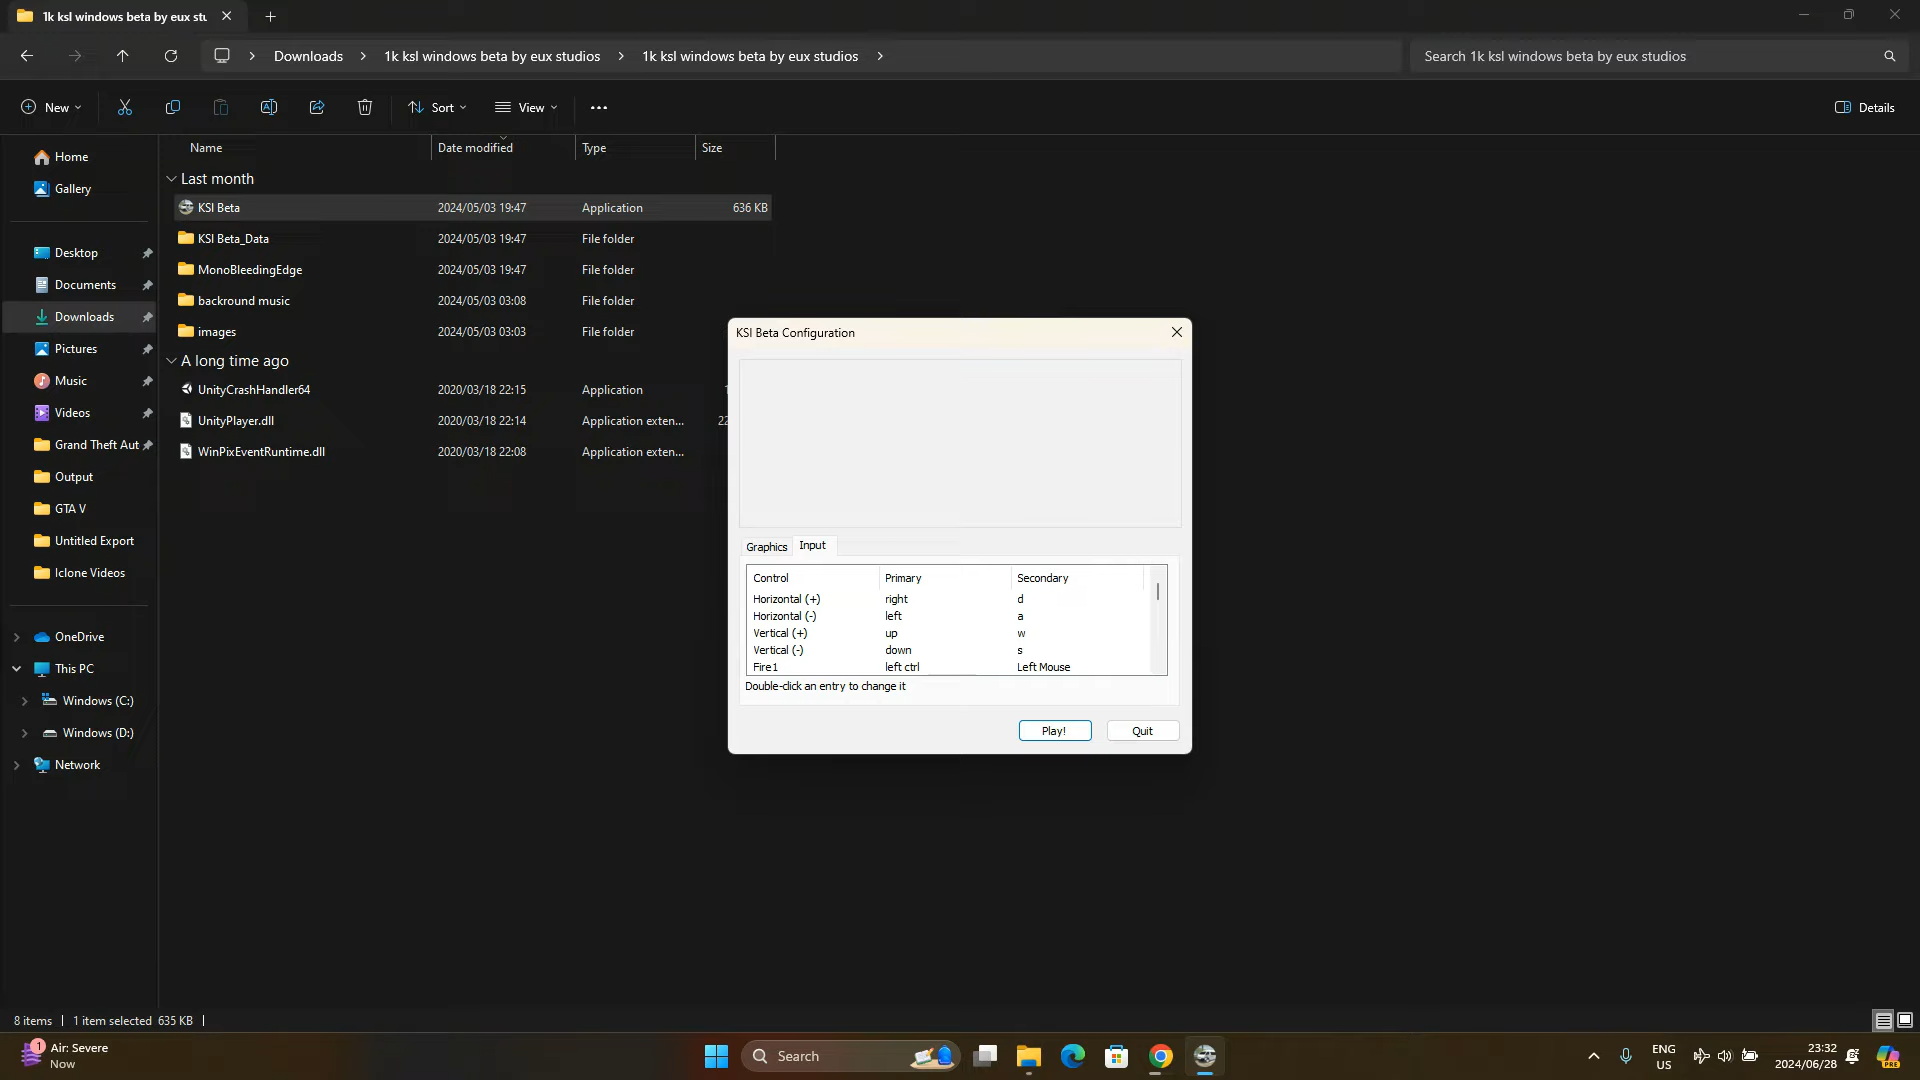 1k ksl windows beta by eux stu
Downloads
1k ksl windows beta by eux studios
1k ksl windows beta by eux studios
Search 1k ksl windows beta by eux studios
New
Sort
View
Details
Home
Gallery
Desktop
Documents
Downloads
Pictures
Music
Videos
Grand Theft Aut
Output
GTA V
Untitled Export
Iclone Videos
OneDrive
This PC
Windows (C:)
Windows (D:)
Network
Name Date modified Type Size
Last month
KSI Beta 2024/05/03 19:47 Application 636 KB
KSI Beta_Data 2024/05/03 19:47 File folder
MonoBleedingEdge 2024/05/03 19:47 File folder
backround music 2024/05/03 03:08 File folder
images 2024/05/03 03:03 File folder
A long time ago
UnityCrashHandler64 2020/03/18 22:15 Application 1
UnityPlayer.dll 2020/03/18 22:14 Application exten... 22
WinPixEventRuntime.dll 2020/03/18 22:08 Application exten...
KSI Beta Configuration
Graphics Input
Control Primary Secondary
Horizontal (+) right d
Horizontal (-) left a
Vertical (+) up w
Vertical (-) down s
Fire1 left ctrl Left Mouse
Double-click an entry to change it
Play! Quit
8 items 1 item selected 635 KB
1
Air: Severe
Now
Search
ENG
US
23:32
2024/06/28
PRE